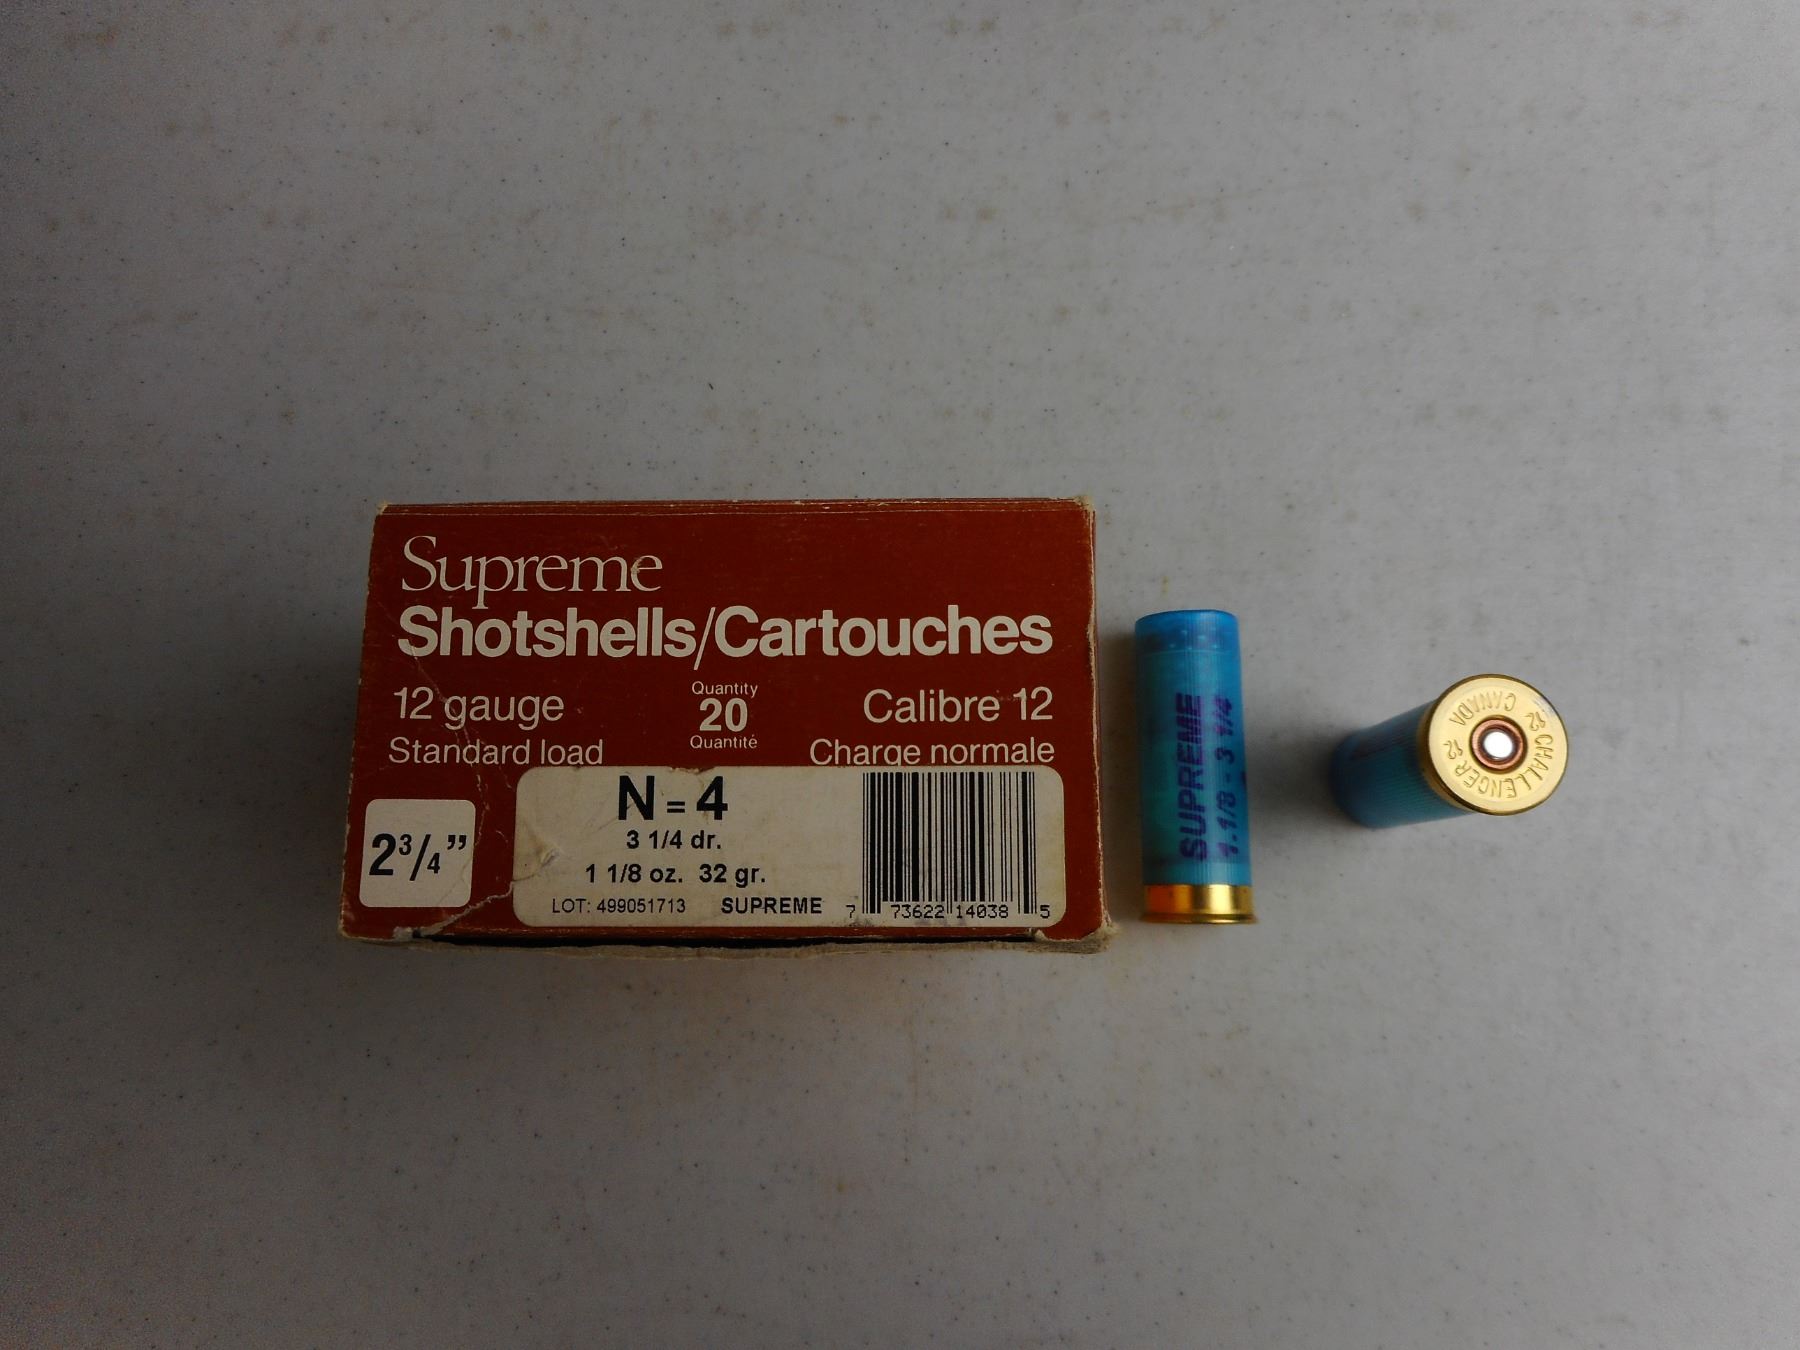 Supreme
Shotshells/Cartouches
12 gauge
Quantity
20
Quantité
Calibre 12
Standard load
Charge normale
2 3/4”
N = 4
3 1/4 dr.
1 1/8 oz. 32 gr.
LOT: 499051713 SUPREME
7 73622 14038 5
SUPREME
1.1/8 - 3 1/4
12 CHALLENGER 12
CANADA